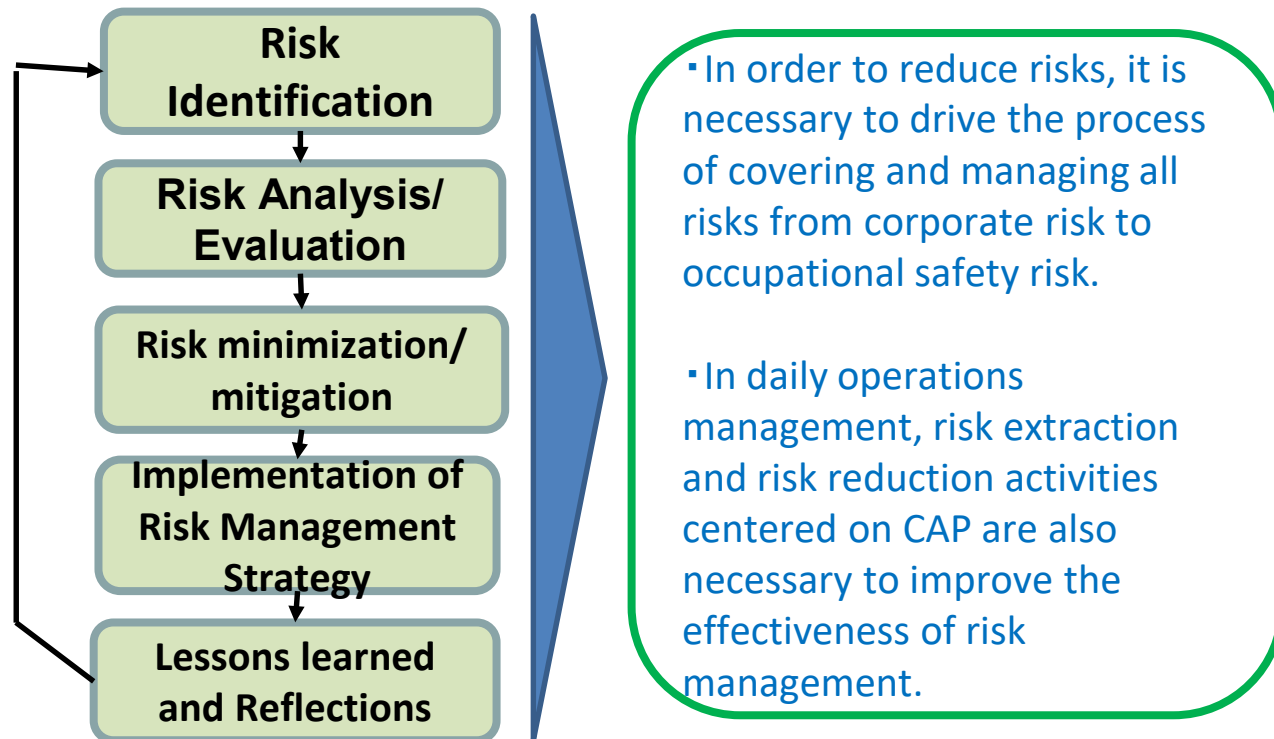 Risk
Identification
Risk Analysis/
Evaluation
Risk minimization/
mitigation
Implementation of
Risk Management
Strategy
Lessons learned
and Reflections
▪In order to reduce risks, it is
necessary to drive the process
of covering and managing all
risks from corporate risk to
occupational safety risk.
▪In daily operations
management, risk extraction
and risk reduction activities
centered on CAP are also
necessary to improve the
effectiveness of risk
management.